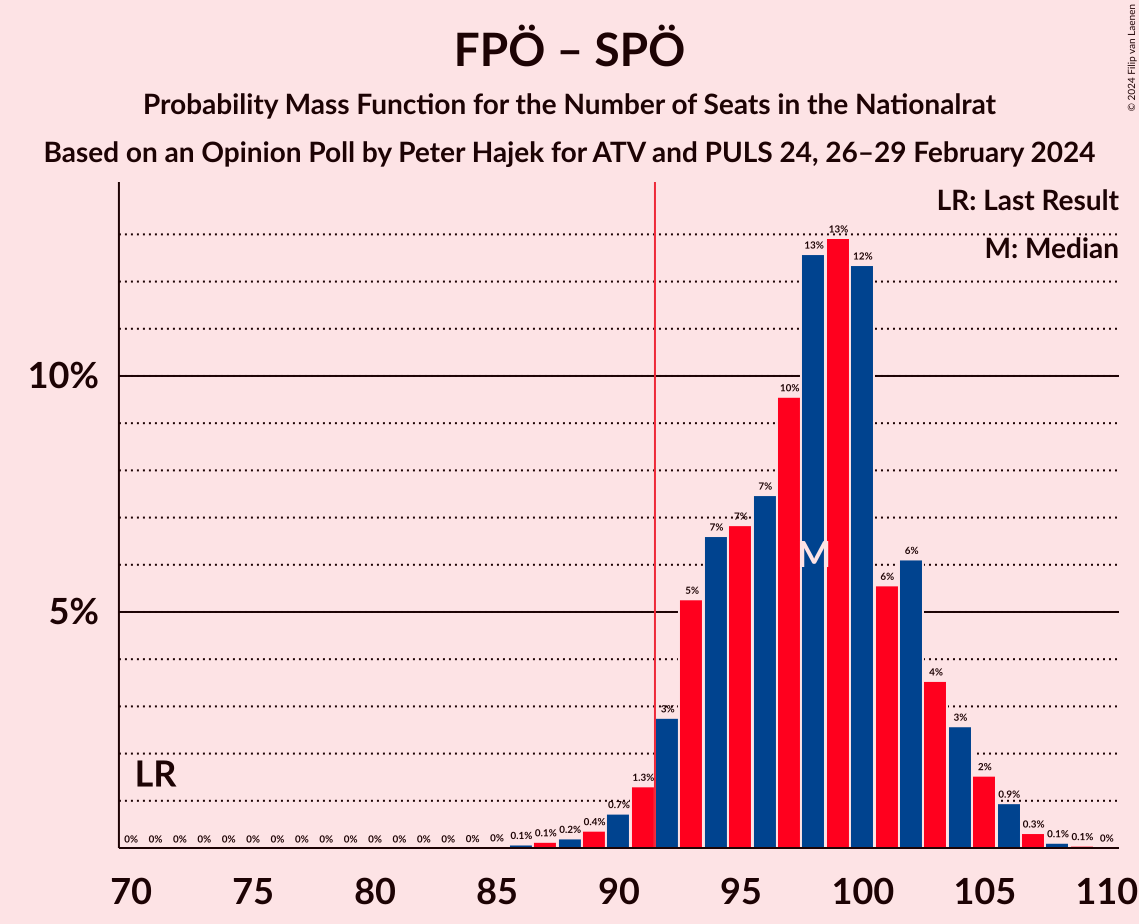 FPÖ – SPÖ
Probability Mass Function for the Number of Seats in the Nationalrat
Based on an Opinion Poll by Peter Hajek for ATV and PULS 24, 26–29 February 2024
© 2024 Filip van Laenen
LR: Last Result
M: Median
13%
13%
12%
10%
10%
7%
7%
7%
M
6%
6%
5%
5%
4%
3%
3%
LR
2%
1.3%
0.9%
0.7%
0% 0% 0% 0% 0% 0% 0% 0% 0% 0% 0% 0% 0% 0% 0% 0% 0.1% 0.1% 0.2% 0.4% 0.3% 0.1% 0.1% 0%
70 75 80 85 90 95 100 105 110